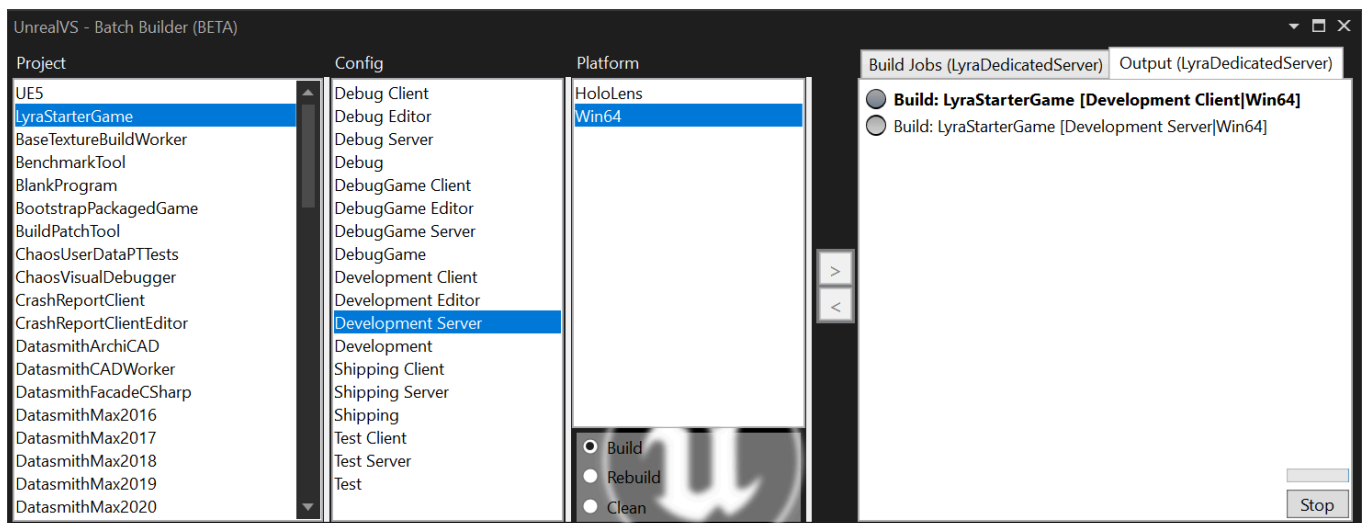 UnrealVS - Batch Builder (BETA)
Project
UE5
LyraStarterGame
BaseTextureBuildWorker
BenchmarkTool
BlankProgram
BootstrapPackagedGame
BuildPatchTool
ChaosUserDataPTTests
ChaosVisualDebugger
CrashReportClient
CrashReportClientEditor
DatasmithArchiCAD
DatasmithCADWorker
DatasmithFacadeCSharp
DatasmithMax2016
DatasmithMax2017
DatasmithMax2018
DatasmithMax2019
DatasmithMax2020
Config
Debug Client
Debug Editor
Debug Server
Debug
DebugGame Client
DebugGame Editor
DebugGame Server
DebugGame
Development Client
Development Editor
Development Server
Development
Shipping Client
Shipping Server
Shipping
Test Client
Test Server
Test
Platform
HoloLens
Win64
Build
Rebuild
Clean
>
<
Build Jobs (LyraDedicatedServer)
Output (LyraDedicatedServer)
Build: LyraStarterGame [Development Client|Win64]
Build: LyraStarterGame [Development Server|Win64]
Stop